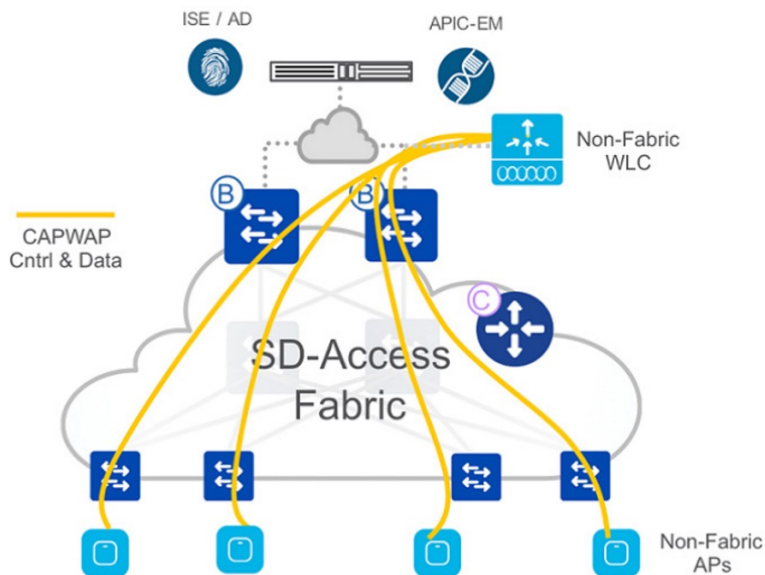 ISE / AD
APIC-EM
Non-Fabric
WLC
B
B
CAPWAP
Cntrl & Data
C
SD-Access
Fabric
Non-Fabric
APs